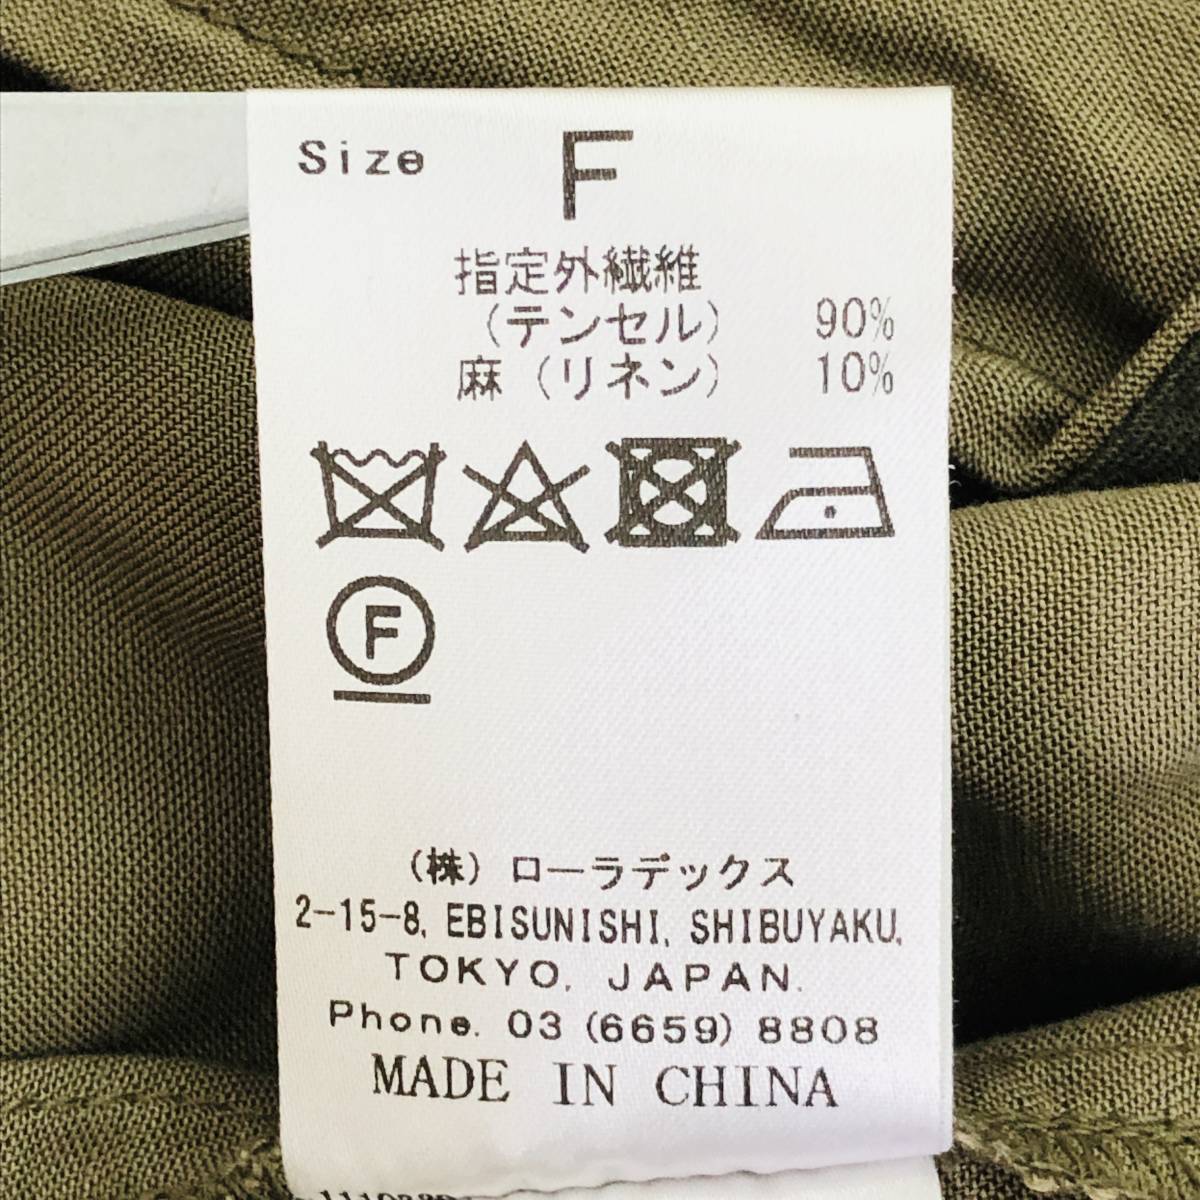 Size F
指定外繊維
(テンセル) 90%
麻 (リネン) 10%
F
(株) ローラデックス
2-15-8, EBISUNISHI, SHIBUYAKU,
TOKYO, JAPAN.
Phone. 03 (6659) 8808
MADE IN CHINA